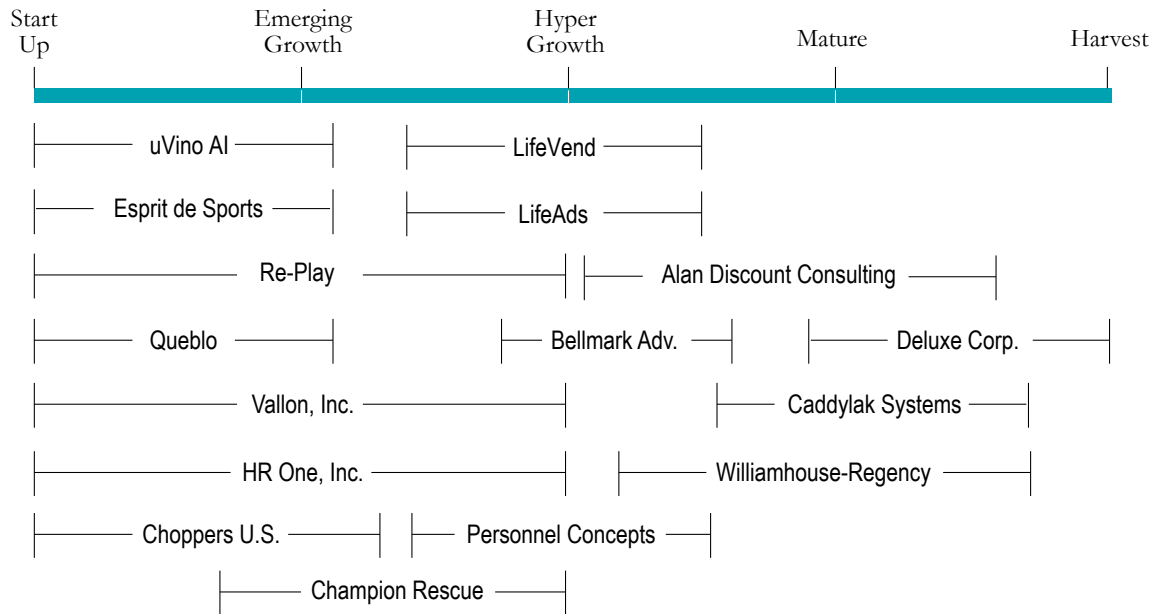 Start
Up
Emerging
Growth
Hyper
Growth
Mature
Harvest
uVino AI
LifeVend
Esprit de Sports
LifeAds
Re-Play
Alan Discount Consulting
Queblo
Bellmark Adv.
Deluxe Corp.
Vallon, Inc.
Caddylak Systems
HR One, Inc.
Williamhouse-Regency
Choppers U.S.
Personnel Concepts
Champion Rescue